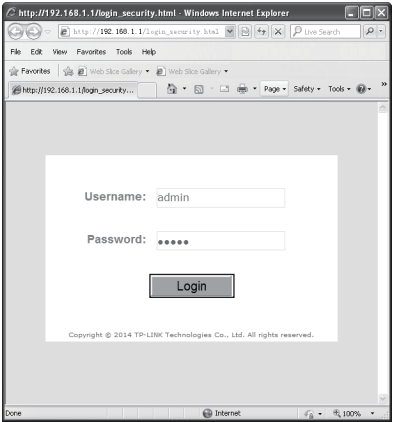 http://192.168.1.1/login_security.html - Windows Internet Explorer
http://192.168.1.1/login_security.html
Live Search
File Edit View Favorites Tools Help
Favorites Web Slice Gallery Web Slice Gallery
http://192.168.1.1/login_security... Page Safety Tools »
Username: admin
Password: •••••
Login
Copyright © 2014 TP-LINK Technologies Co., Ltd. All rights reserved.
Done Internet 100%